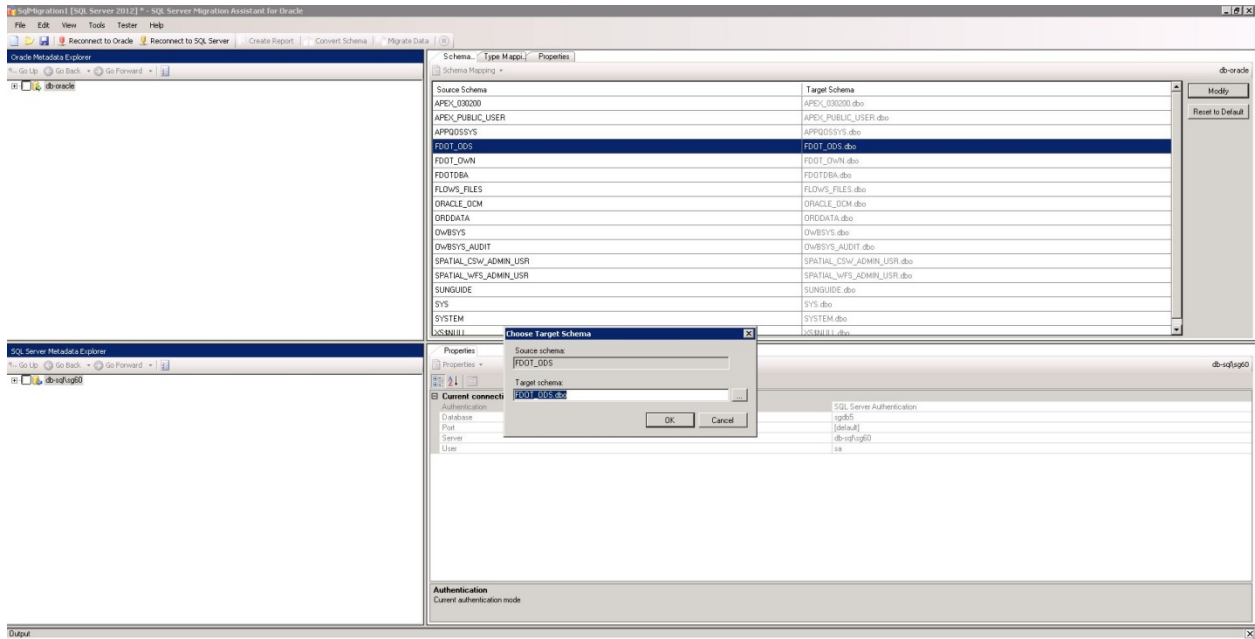 SqlMigration1 [SQL Server 2012] * - SQL Server Migration Assistant for Oracle
File Edit View Tools Tester Help
Reconnect to Oracle Reconnect to SQL Server Create Report Convert Schema Migrate Data
Oracle Metadata Explorer
Go Up Go Back Go Forward
db-oracle
Schema... Type Mappi... Properties
Schema Mapping db-oracle
Source Schema Target Schema
APEX_030200 APEX_030200.dbo
APEX_PUBLIC_USER APEX_PUBLIC_USER.dbo
APPQOSSYS APPQOSSYS.dbo
FDOT_ODS FDOT_ODS.dbo
FDOT_OWN FDOT_OWN.dbo
FDOTDBA FDOTDBA.dbo
FLOWS_FILES FLOWS_FILES.dbo
ORACLE_OCM ORACLE_OCM.dbo
ORDDATA ORDDATA.dbo
OWBSYS OWBSYS.dbo
OWBSYS_AUDIT OWBSYS_AUDIT.dbo
SPATIAL_CSW_ADMIN_USR SPATIAL_CSW_ADMIN_USR.dbo
SPATIAL_WFS_ADMIN_USR SPATIAL_WFS_ADMIN_USR.dbo
SUNGUIDE SUNGUIDE.dbo
SYS SYS.dbo
SYSTEM SYSTEM.dbo
XS$NULL XS$NULL.dbo
Modify
Reset to Default
Choose Target Schema
Source schema:
FDOT_ODS
Target schema:
FDOT_ODS.dbo
...
OK Cancel
SQL Server Metadata Explorer
Go Up Go Back Go Forward
db-sql\sg60
Properties
Properties db-sql\sg60
Current connecti
Authentication SQL Server Authentication
Database sgdb5
Port [default]
Server db-sql\sg60
User sa
Authentication
Current authentication mode
Output